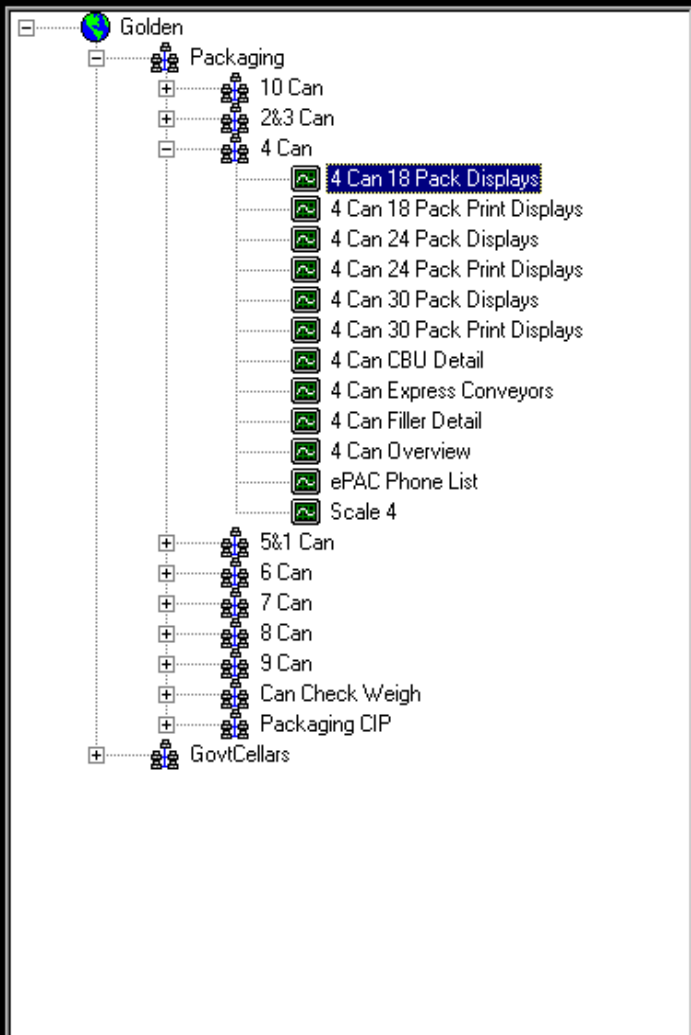 Golden
Packaging
10 Can
2&3 Can
4 Can
4 Can 18 Pack Displays
4 Can 18 Pack Print Displays
4 Can 24 Pack Displays
4 Can 24 Pack Print Displays
4 Can 30 Pack Displays
4 Can 30 Pack Print Displays
4 Can CBU Detail
4 Can Express Conveyors
4 Can Filler Detail
4 Can Overview
ePAC Phone List
Scale 4
5&1 Can
6 Can
7 Can
8 Can
9 Can
Can Check Weigh
Packaging CIP
GovtCellars